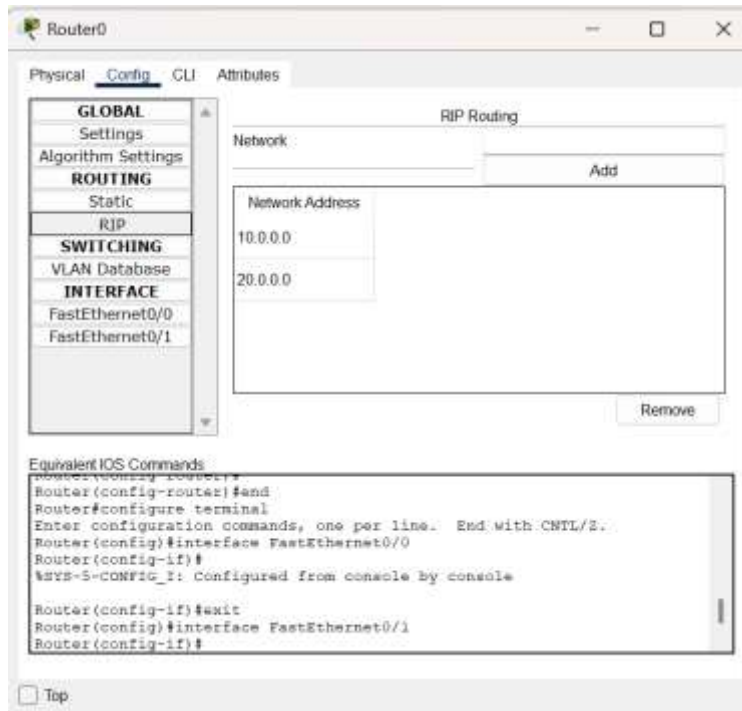 Router0
Physical Config CLI Attributes
GLOBAL
Settings
Algorithm Settings
ROUTING
Static
RIP
SWITCHING
VLAN Database
INTERFACE
FastEthernet0/0
FastEthernet0/1
RIP Routing
Network
Add
Network Address
10.0.0.0
20.0.0.0
Remove
Equivalent IOS Commands
Router(config-router)#
Router(config-router)#end
Router#configure terminal
Enter configuration commands, one per line. End with CNTL/Z.
Router(config)#interface FastEthernet0/0
Router(config-if)#
%SYS-5-CONFIG_I: Configured from console by console
Router(config-if)#exit
Router(config)#interface FastEthernet0/1
Router(config-if)#
Top